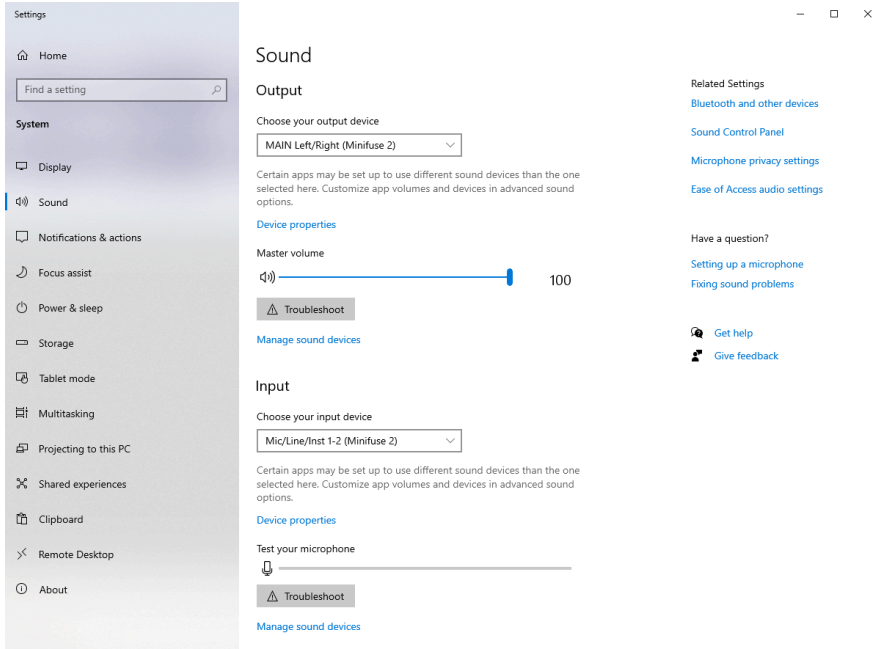 Settings
Home
Find a setting
System
Display
Sound
Notifications & actions
Focus assist
Power & sleep
Storage
Tablet mode
Multitasking
Projecting to this PC
Shared experiences
Clipboard
Remote Desktop
About
Sound
Output
Choose your output device
MAIN Left/Right (Minifuse 2)
Certain apps may be set up to use different sound devices than the one
selected here. Customize app volumes and devices in advanced sound
options.
Device properties
Master volume
100
Troubleshoot
Manage sound devices
Input
Choose your input device
Mic/Line/Inst 1-2 (Minifuse 2)
Certain apps may be set up to use different sound devices than the one
selected here. Customize app volumes and devices in advanced sound
options.
Device properties
Test your microphone
Troubleshoot
Manage sound devices
Related Settings
Bluetooth and other devices
Sound Control Panel
Microphone privacy settings
Ease of Access audio settings
Have a question?
Setting up a microphone
Fixing sound problems
Get help
Give feedback